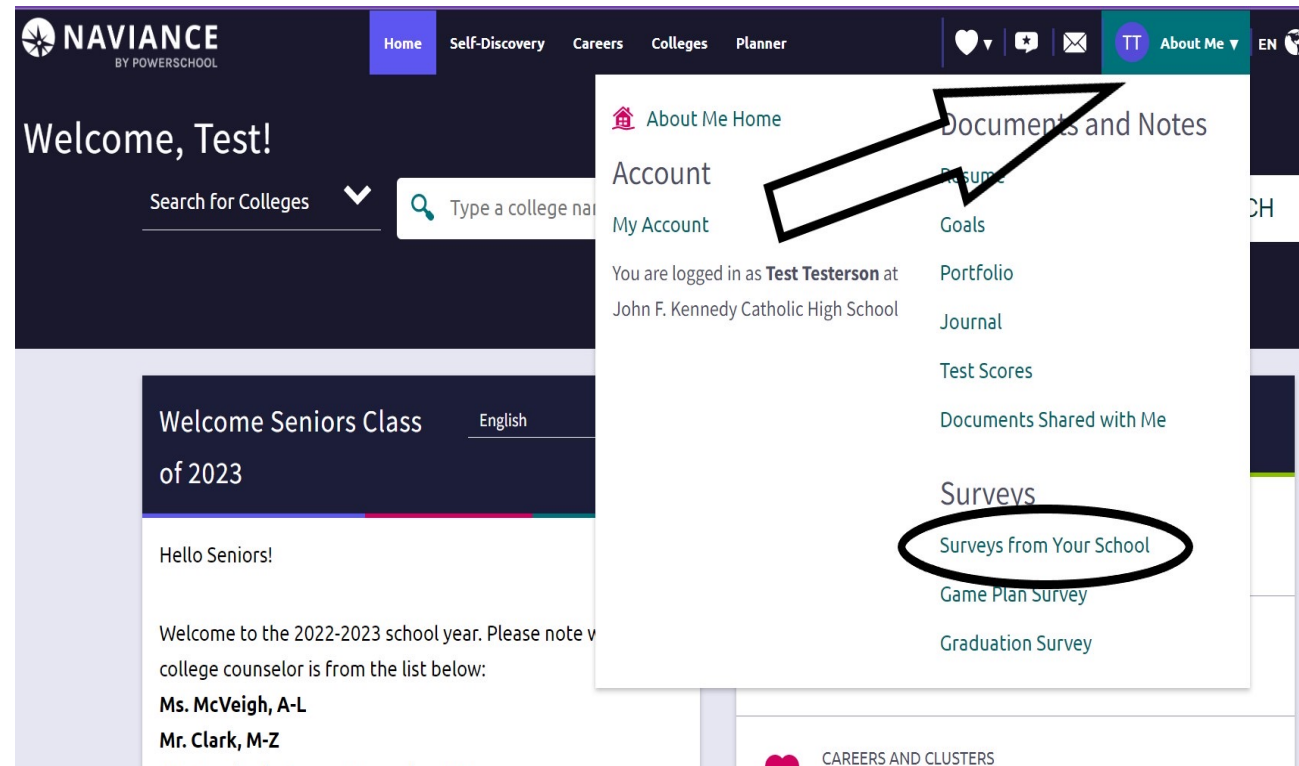 NAVIANCE
BY POWERSCHOOL
Home Self-Discovery Careers Colleges Planner
TT About Me ▾ EN
Welcome, Test!
Search for Colleges
Type a college
CH
About Me Home
Account
My Account
You are logged in as Test Testerson at
John F. Kennedy Catholic High School
Documents and Notes
Resume
Goals
Portfolio
Journal
Test Scores
Documents Shared with Me
Surveys
Surveys from Your School
Game Plan Survey
Graduation Survey
Welcome Seniors Class
of 2023
English
Hello Seniors!
Welcome to the 2022-2023 school year. Please note
college counselor is from the list below:
Ms. McVeigh, A-L
Mr. Clark, M-Z
CAREERS AND CLUSTERS